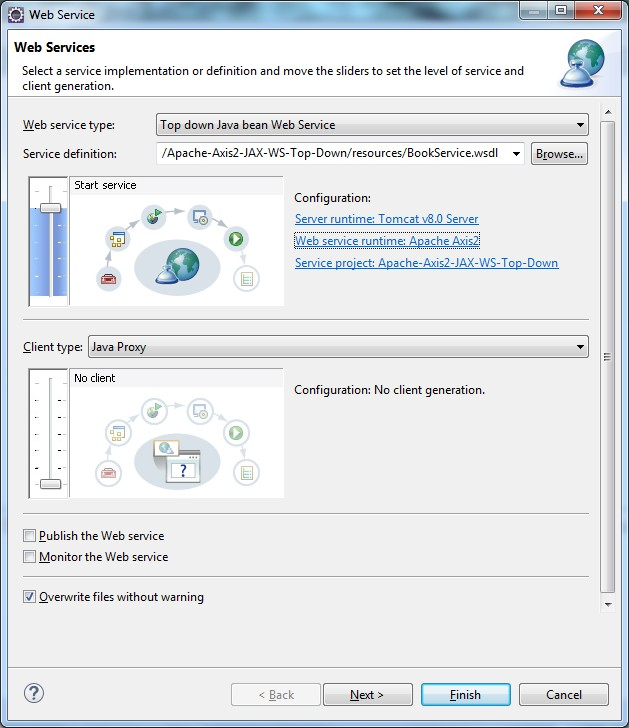 Web Service
Web Services
Select a service implementation or definition and move the sliders to set the level of service and
client generation.
Web service type:
Top down Java bean Web Service
Service definition:
/Apache-Axis2-JAX-WS-Top-Down/resources/BookService.wsdl
Browse...
Start service
Configuration:
Server runtime: Tomcat v8.0 Server
Web service runtime: Apache Axis2
Service project: Apache-Axis2-JAX-WS-Top-Down
Client type:
Java Proxy
No client
Configuration: No client generation.
?
Publish the Web service
Monitor the Web service
Overwrite files without warning
?
< Back
Next >
Finish
Cancel